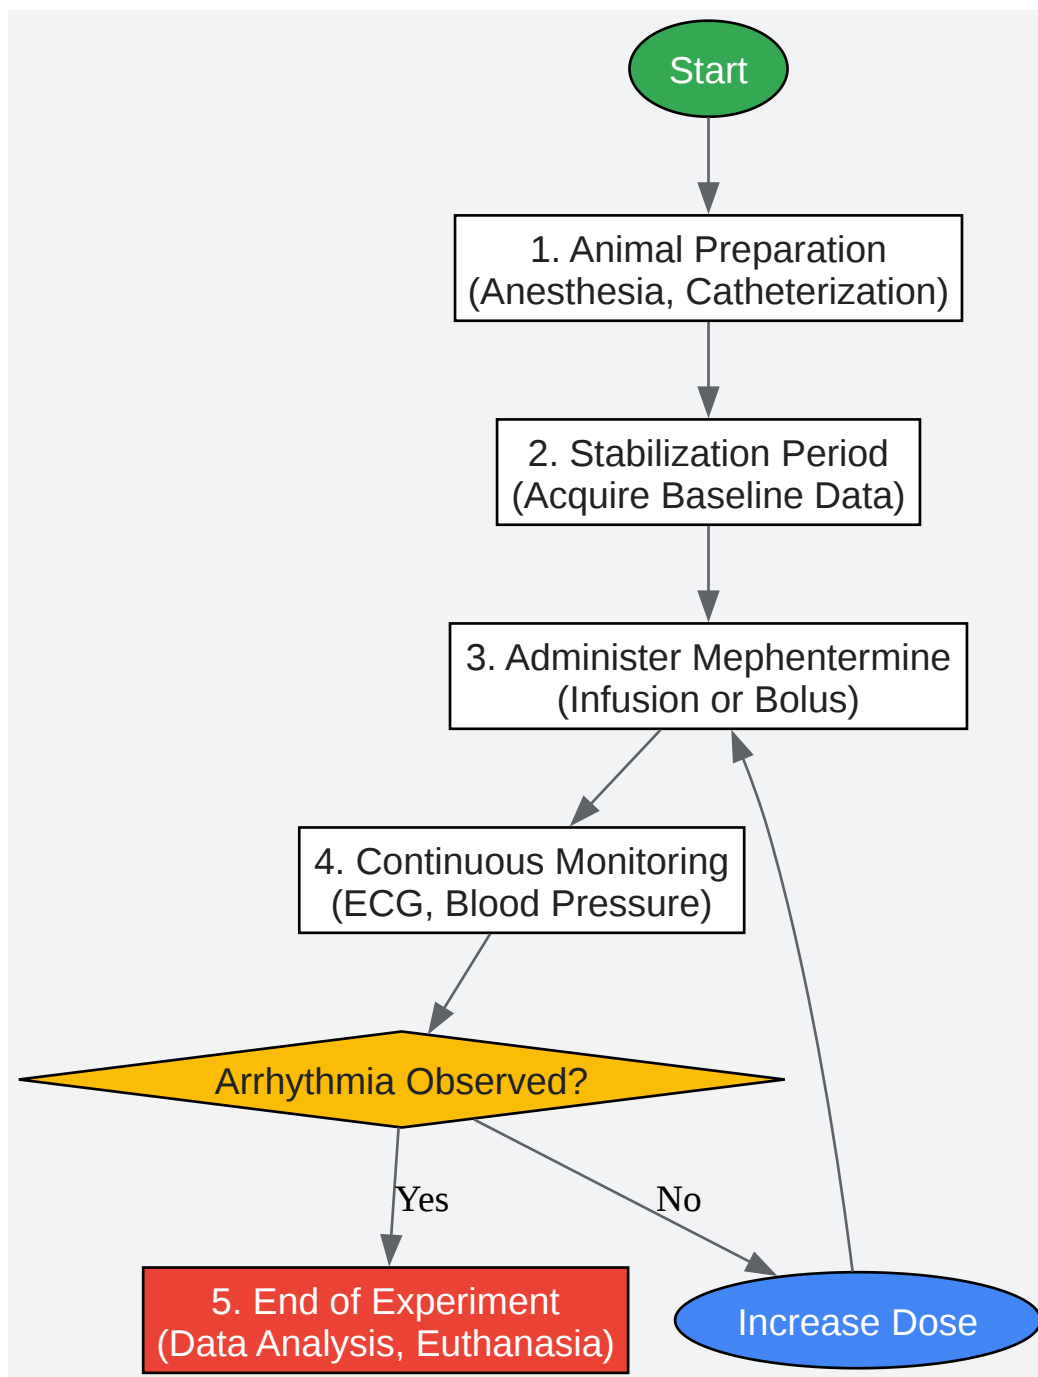 Start
1. Animal Preparation
(Anesthesia, Catheterization)
2. Stabilization Period
(Acquire Baseline Data)
3. Administer Mephentermine
(Infusion or Bolus)
4. Continuous Monitoring
(ECG, Blood Pressure)
Arrhythmia Observed?
Yes
No
5. End of Experiment
(Data Analysis, Euthanasia)
Increase Dose